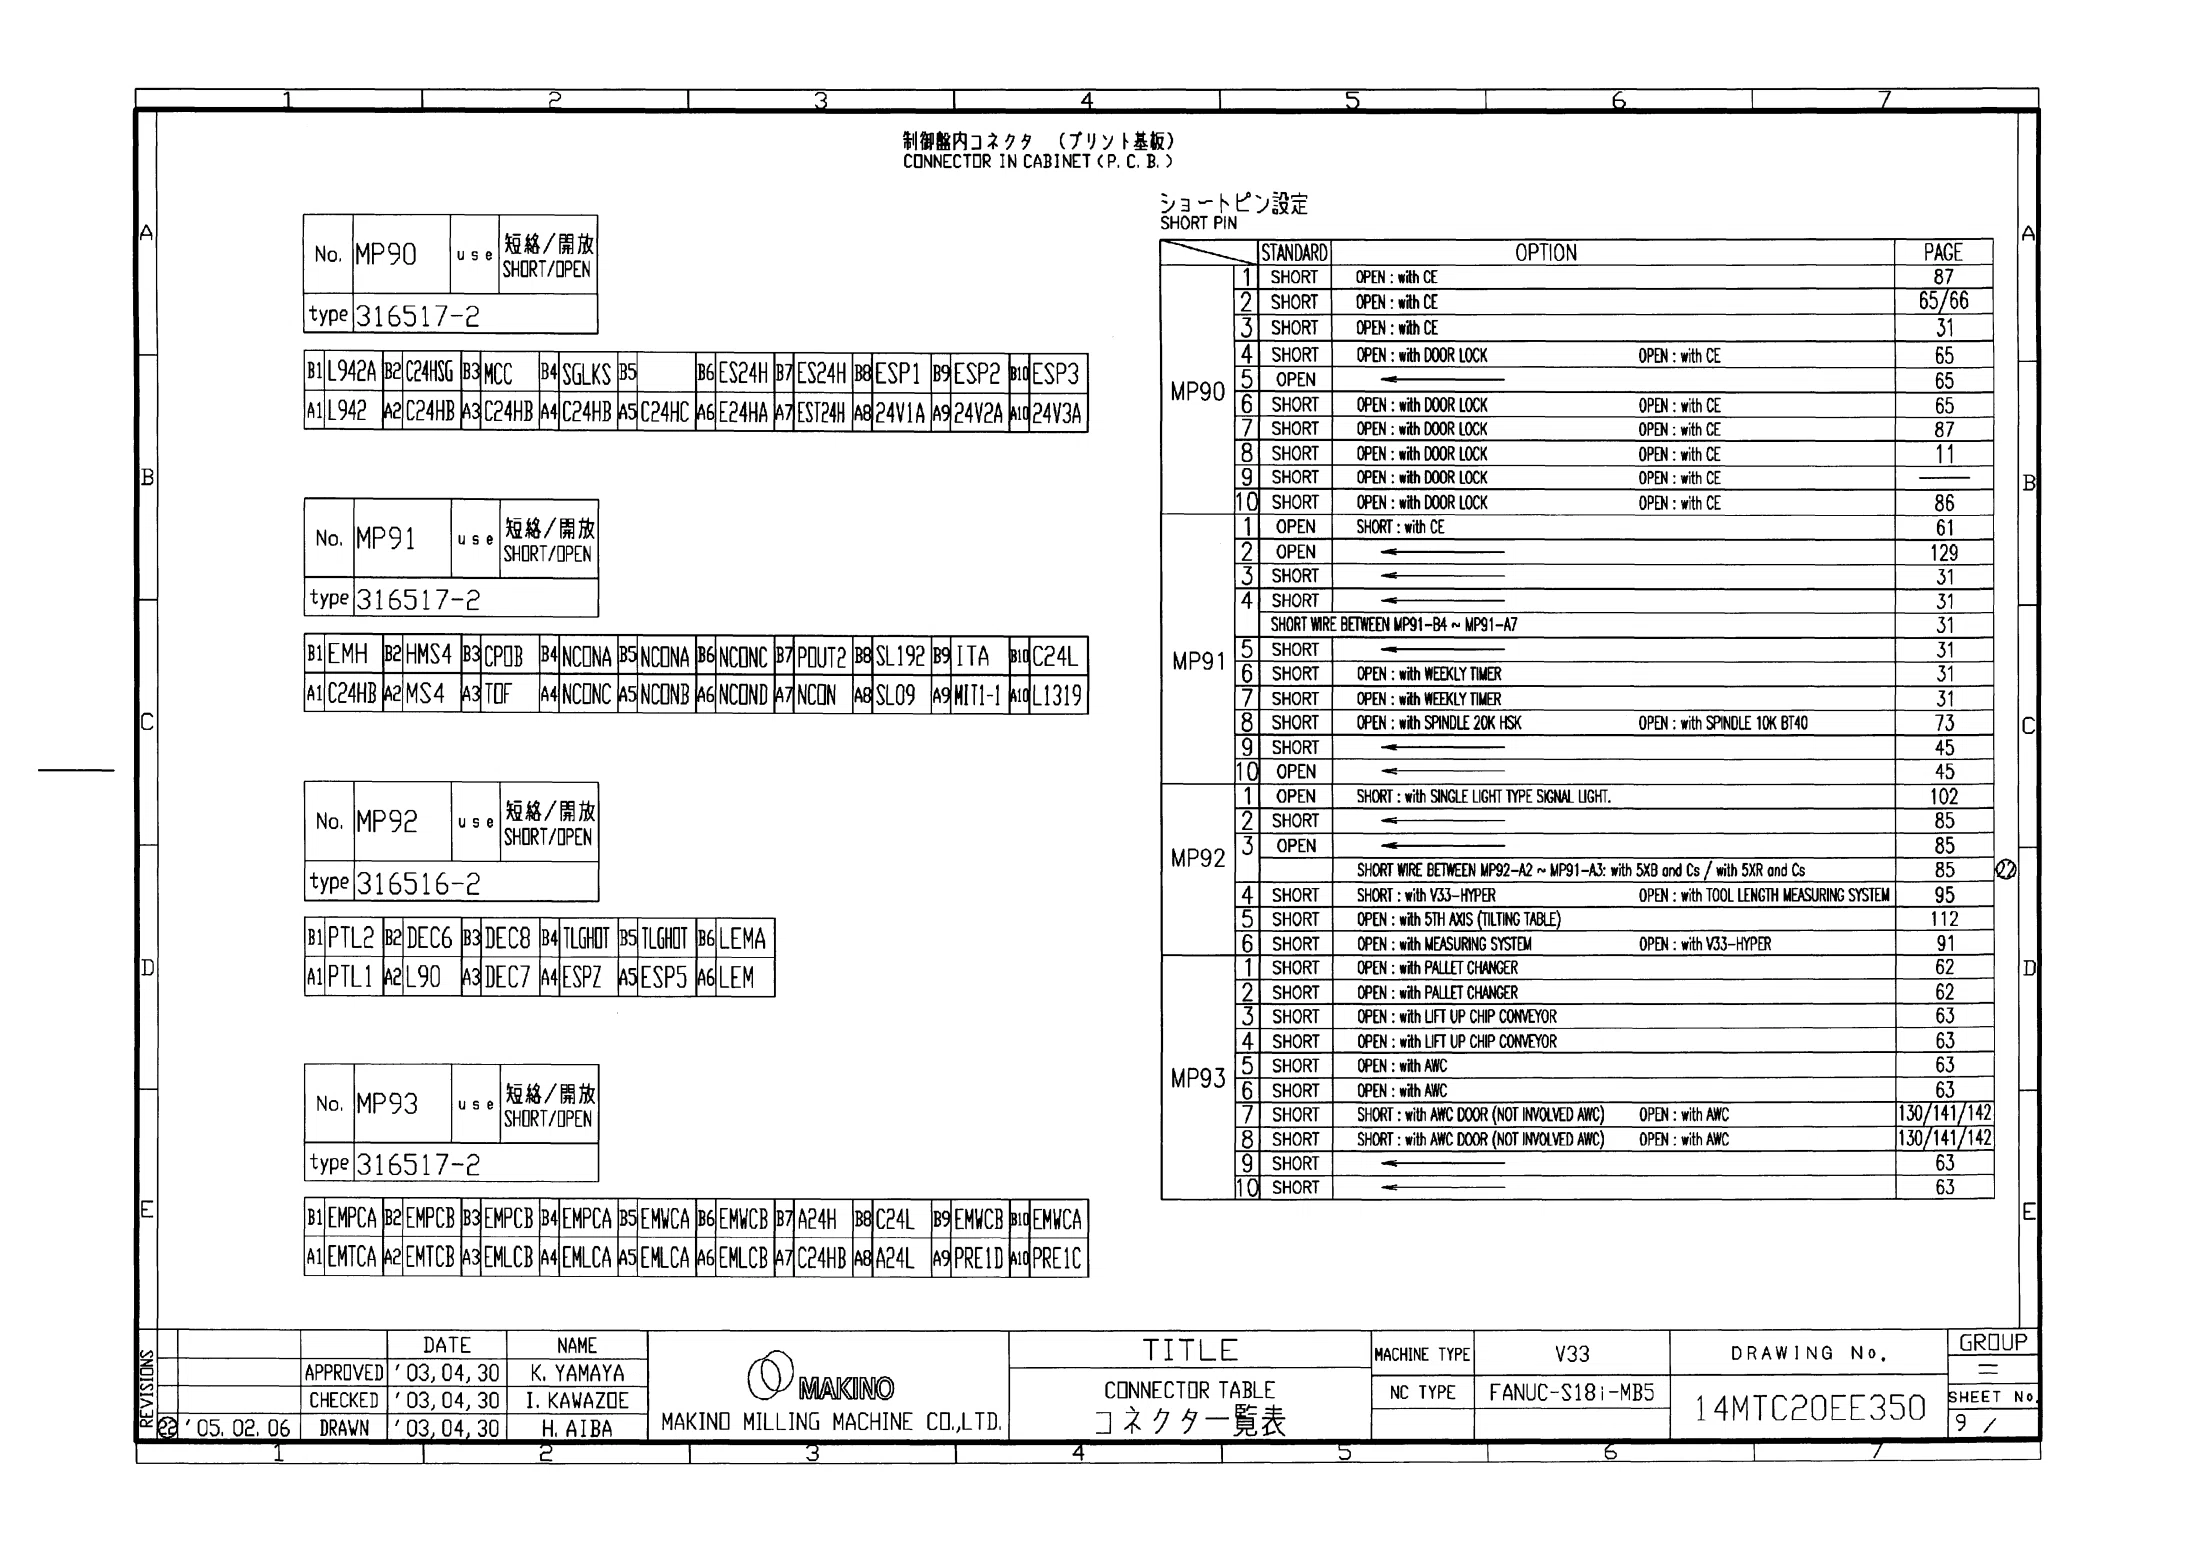 1 2 3 4 5 6 7
制御盤内コネクタ (プリント基板)
CONNECTOR IN CABINET (P. C. B. )
ショートピン設定
SHORT PIN
No. MP90 use 短絡/開放 SHORT/OPEN
type 316517-2
B1 L942A B2 C24HSG B3 MCC B4 SGLKS B5 B6 ES24H B7 ES24H B8 ESP1 B9 ESP2 B10 ESP3
A1 L942 A2 C24HB A3 C24HB A4 C24HB A5 C24HC A6 E24HA A7 EST24H A8 24V1A A9 24V2A A10 24V3A
No. MP91 use 短絡/開放 SHORT/OPEN
type 316517-2
B1 EMH B2 HMS4 B3 CPOB B4 NCONA B5 NCONA B6 NCONC B7 POUT2 B8 SL192 B9 ITA B10 C24L
A1 C24HB A2 MS4 A3 TOF A4 NCONC A5 NCONB A6 NCOND A7 NCON A8 SL09 A9 MIT1-1 A10 L1319
No. MP92 use 短絡/開放 SHORT/OPEN
type 316516-2
B1 PTL2 B2 DEC6 B3 DEC8 B4 TLGHOT B5 TLGHOT B6 LEMA
A1 PTL1 A2 L90 A3 DEC7 A4 ESPZ A5 ESP5 A6 LEM
No. MP93 use 短絡/開放 SHORT/OPEN
type 316517-2
B1 EMPCA B2 EMPCB B3 EMPCB B4 EMPCA B5 EMWCA B6 EMWCB B7 A24H B8 C24L B9 EMWCB B10 EMWCA
A1 EMTCA A2 EMTCB A3 EMLCB A4 EMLCA A5 EMLCA A6 EMLCB A7 C24HB A8 A24L A9 PRE1D A10 PRE1C
STANDARD OPTION PAGE
MP90
1 SHORT OPEN : with CE 87
2 SHORT OPEN : with CE 65/66
3 SHORT OPEN : with CE 31
4 SHORT OPEN : with DOOR LOCK OPEN : with CE 65
5 OPEN ← 65
6 SHORT OPEN : with DOOR LOCK OPEN : with CE 65
7 SHORT OPEN : with DOOR LOCK OPEN : with CE 87
8 SHORT OPEN : with DOOR LOCK OPEN : with CE 11
9 SHORT OPEN : with DOOR LOCK OPEN : with CE —
10 SHORT OPEN : with DOOR LOCK OPEN : with CE 86
MP91
1 OPEN SHORT : with CE 61
2 OPEN ← 129
3 SHORT ← 31
4 SHORT ← 31
SHORT WIRE BETWEEN MP91-B4 ~ MP91-A7 31
5 SHORT ← 31
6 SHORT OPEN : with WEEKLY TIMER 31
7 SHORT OPEN : with WEEKLY TIMER 31
8 SHORT OPEN : with SPINDLE 20K HSK OPEN : with SPINDLE 10K BT40 73
9 SHORT ← 45
10 OPEN ← 45
MP92
1 OPEN SHORT : with SINGLE LIGHT TYPE SIGNAL LIGHT. 102
2 SHORT ← 85
3 OPEN ← 85
SHORT WIRE BETWEEN MP92-A2 ~ MP91-A3: with 5XB and Cs / with 5XR and Cs 85 ㉒
4 SHORT SHORT : with V33-HYPER OPEN : with TOOL LENGTH MEASURING SYSTEM 95
5 SHORT OPEN : with 5TH AXIS (TILTING TABLE) 112
6 SHORT OPEN : with MEASURING SYSTEM OPEN : with V33-HYPER 91
MP93
1 SHORT OPEN : with PALLET CHANGER 62
2 SHORT OPEN : with PALLET CHANGER 62
3 SHORT OPEN : with LIFT UP CHIP CONVEYOR 63
4 SHORT OPEN : with LIFT UP CHIP CONVEYOR 63
5 SHORT OPEN : with AWC 63
6 SHORT OPEN : with AWC 63
7 SHORT SHORT : with AWC DOOR (NOT INVOLVED AWC) OPEN : with AWC 130/141/142
8 SHORT SHORT : with AWC DOOR (NOT INVOLVED AWC) OPEN : with AWC 130/141/142
9 SHORT ← 63
10 SHORT ← 63
A A
B B
C C
D D
E E
REVISIONS
㉒ '05. 02. 06
DATE NAME
APPROVED '03, 04, 30 K. YAMAYA
CHECKED '03, 04, 30 I. KAWAZOE
DRAWN '03, 04, 30 H. AIBA
MAKINO
MAKINO MILLING MACHINE CO.,LTD.
TITLE
CONNECTOR TABLE
コネクタ一覧表
MACHINE TYPE V33
NC TYPE FANUC-S18i-MB5
DRAWING No.
14MTC20EE350
GROUP
=
SHEET No.
9 /
1 2 3 4 5 6 7